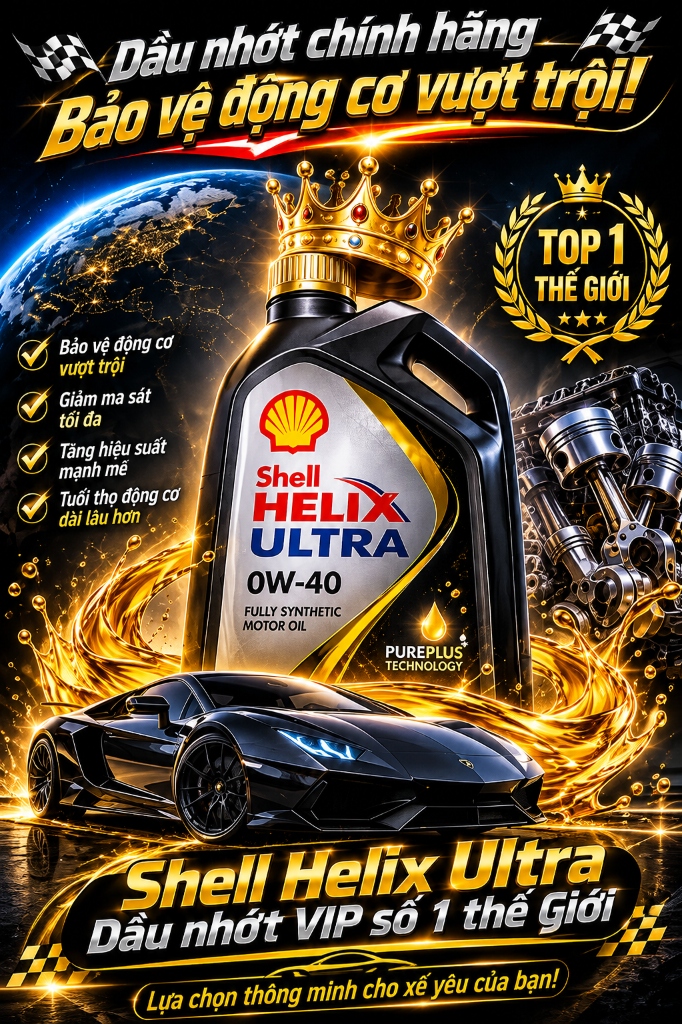 Dầu nhớt chính hãng
Bảo vệ động cơ vượt trội!
TOP 1
THẾ GIỚI
Bảo vệ động cơ
vượt trội
Giảm ma sát
tối đa
Tăng hiệu suất
mạnh mẽ
Tuổi thọ động cơ
dài lâu hơn
Shell
HELIX
ULTRA
0W-40
FULLY SYNTHETIC
MOTOR OIL
PUREPLUS
TECHNOLOGY
Shell Helix Ultra
Dầu nhớt VIP số 1 thế Giới
Lựa chọn thông minh cho xế yêu của bạn!